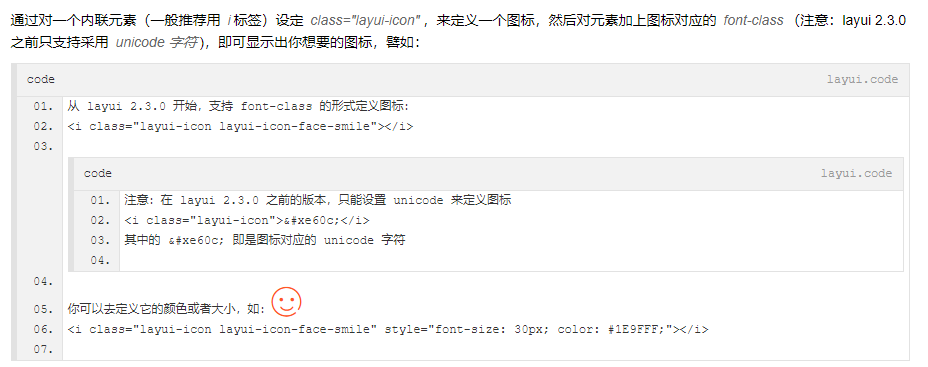 通过对一个内联元素（一般推荐用 i 标签）设定 class="layui-icon" ，来定义一个图标，然后对元素加上图标对应的 font-class （注意：layui 2.3.0
之前只支持采用 unicode 字符），即可显示出你想要的图标，譬如：
code layui.code
01. 从 layui 2.3.0 开始，支持 font-class 的形式定义图标：
02. <i class="layui-icon layui-icon-face-smile"></i>
03.
code layui.code
01. 注意：在 layui 2.3.0 之前的版本，只能设置 unicode 来定义图标
02. <i class="layui-icon">&#xe60c;</i>
03. 其中的 &#xe60c; 即是图标对应的 unicode 字符
04.
04.
05. 你可以去定义它的颜色或者大小，如：
06. <i class="layui-icon layui-icon-face-smile" style="font-size: 30px; color: #1E9FFF;"></i>
07.